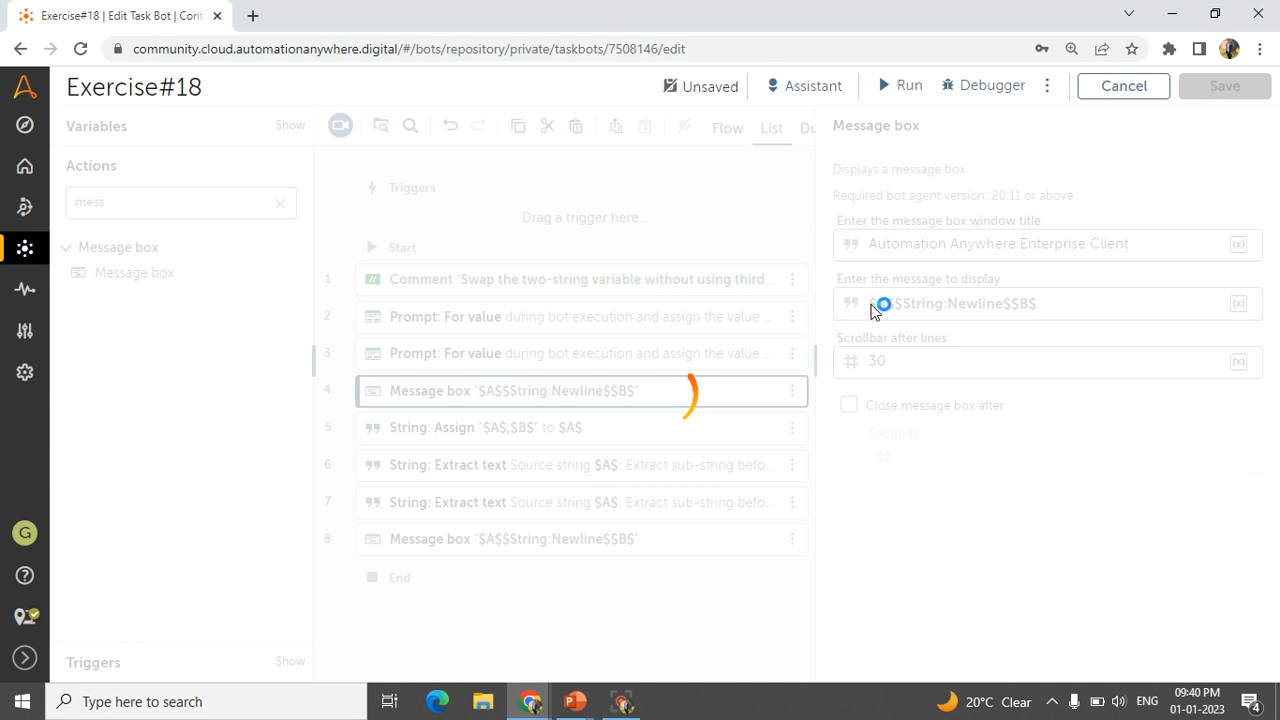 Exercise#18 | Edit Task Bot | Cont
community.cloud.automationanywhere.digital/#/bots/repository/private/taskbots/7508146/edit
Exercise#18
Unsaved
Assistant
Run
Debugger
Cancel
Save
Variables
Show
Flow
List
Du
Message box
Actions
mess
Message box
Message box
Triggers
Drag a trigger here...
Start
1 Comment "Swap the two-string variable without using third...
2 Prompt: For value during bot execution and assign the value ...
3 Prompt: For value during bot execution and assign the value ...
4 Message box "$A$$String:Newline$$B$"
5 String: Assign "$A$,$B$" to $A$
6 String: Extract text Source string $A$: Extract sub-string befo...
7 String: Extract text Source string $A$: Extract sub-string befo...
8 Message box "$A$$String:Newline$$B$"
End
Displays a message box
Required bot agent version: 20.11 or above
Enter the message box window title
Automation Anywhere Enterprise Client
(x)
Enter the message to display
$String:Newline$$B$
(x)
Scrollbar after lines
30
(x)
Close message box after
Seconds
Triggers
Show
G
Type here to search
20°C Clear
ENG
09:40 PM
01-01-2023
4